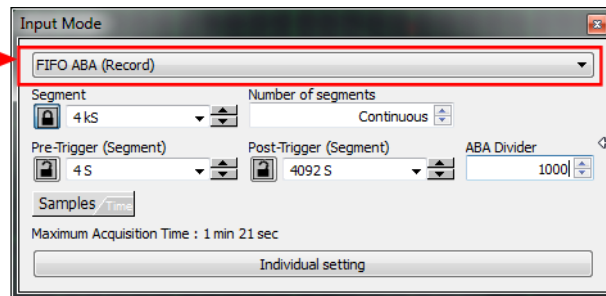 Input Mode
FIFO ABA (Record)
Segment Number of segments
4 kS Continuous
Pre-Trigger (Segment) Post-Trigger (Segment) ABA Divider
4 S 4092 S 1000
Samples Time
Maximum Acquisition Time : 1 min 21 sec
Individual setting